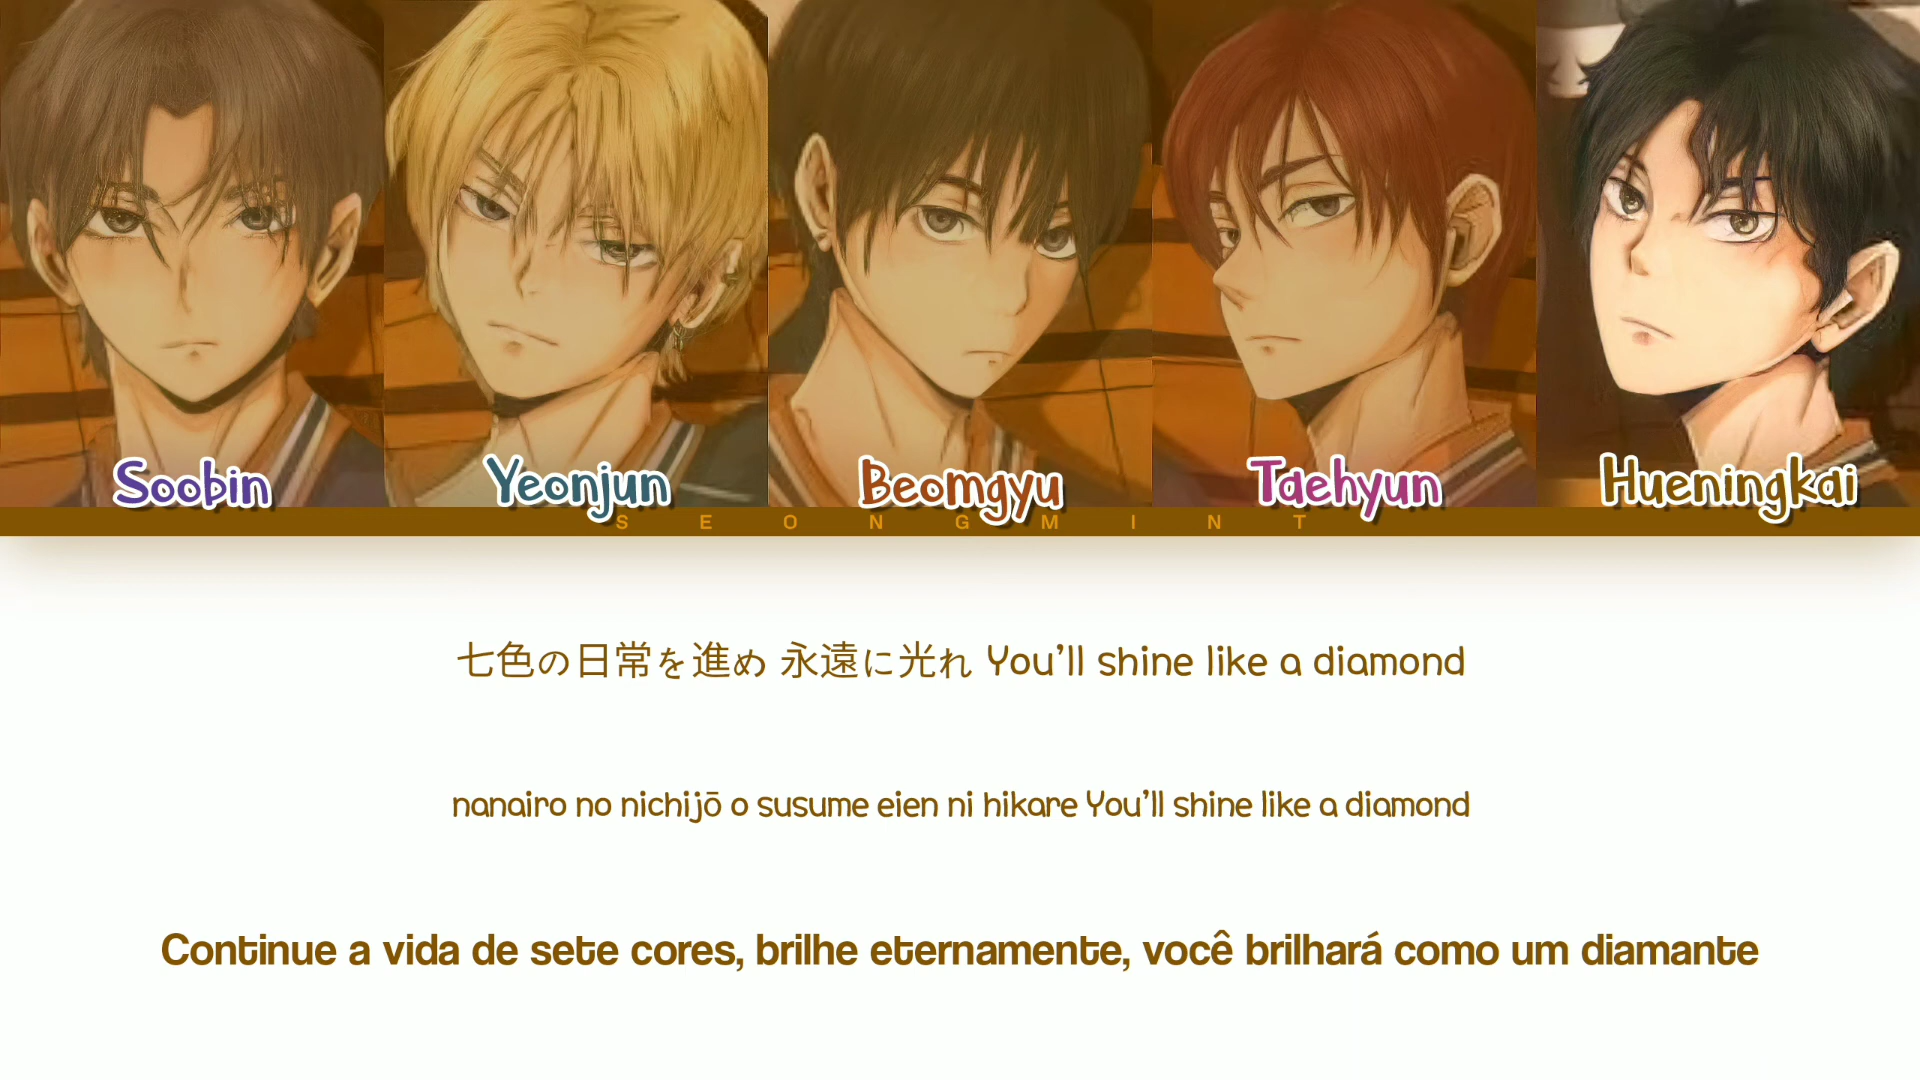 Soobin Yeonjun Beomgyu Taehyun Hueningkai
SEONGMINT
七色の日常を進め 永遠に光れ You'll shine like a diamond
nanairo no nichijō o susume eien ni hikare You'll shine like a diamond
Continue a vida de sete cores, brilhe eternamente, você brilhará como um diamante